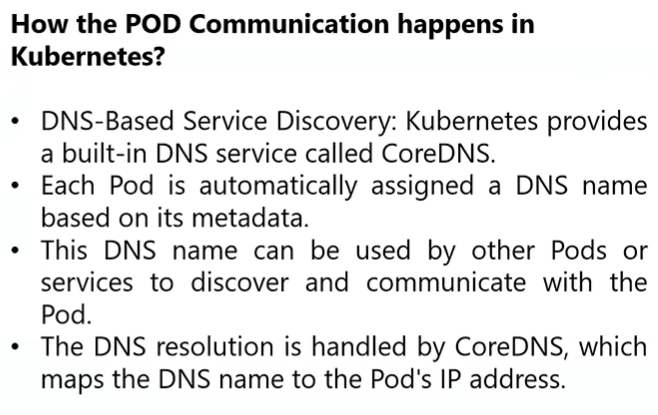 How the POD Communication happens in
Kubernetes?
• DNS-Based Service Discovery: Kubernetes provides
a built-in DNS service called CoreDNS.
• Each Pod is automatically assigned a DNS name
based on its metadata.
• This DNS name can be used by other Pods or
services to discover and communicate with the
Pod.
• The DNS resolution is handled by CoreDNS, which
maps the DNS name to the Pod's IP address.